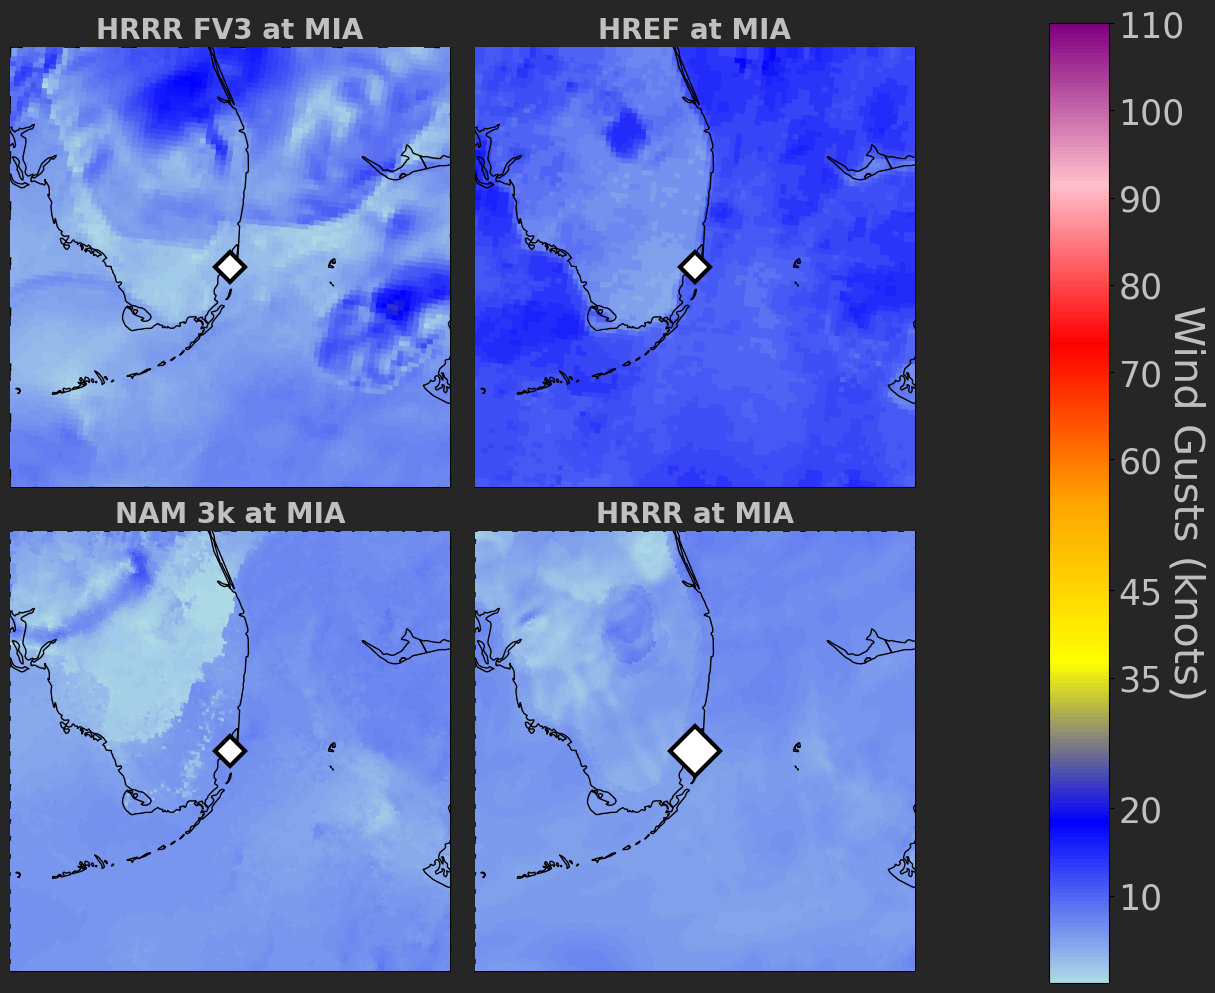 HRRR FV3 at MIA
HREF at MIA
NAM 3k at MIA
HRRR at MIA
110
100
90
80
70
60
45
35
20
10
Wind Gusts (knots)